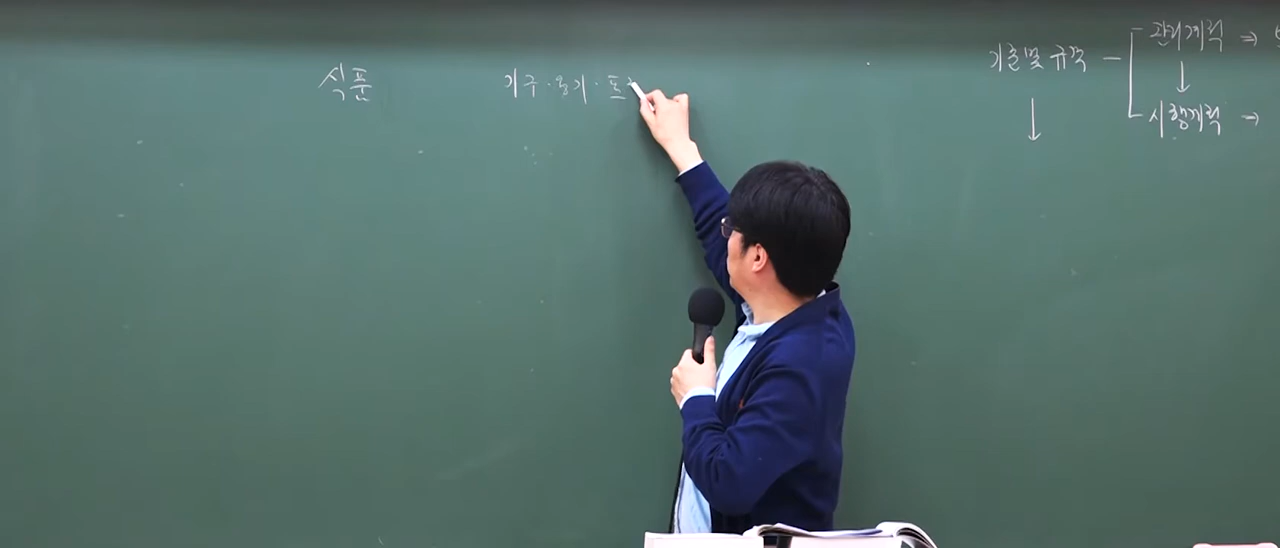 식품
기구·용기·포
기준 및 규격 - 관리계획 ⇒
↓ ↓
시행계획 →